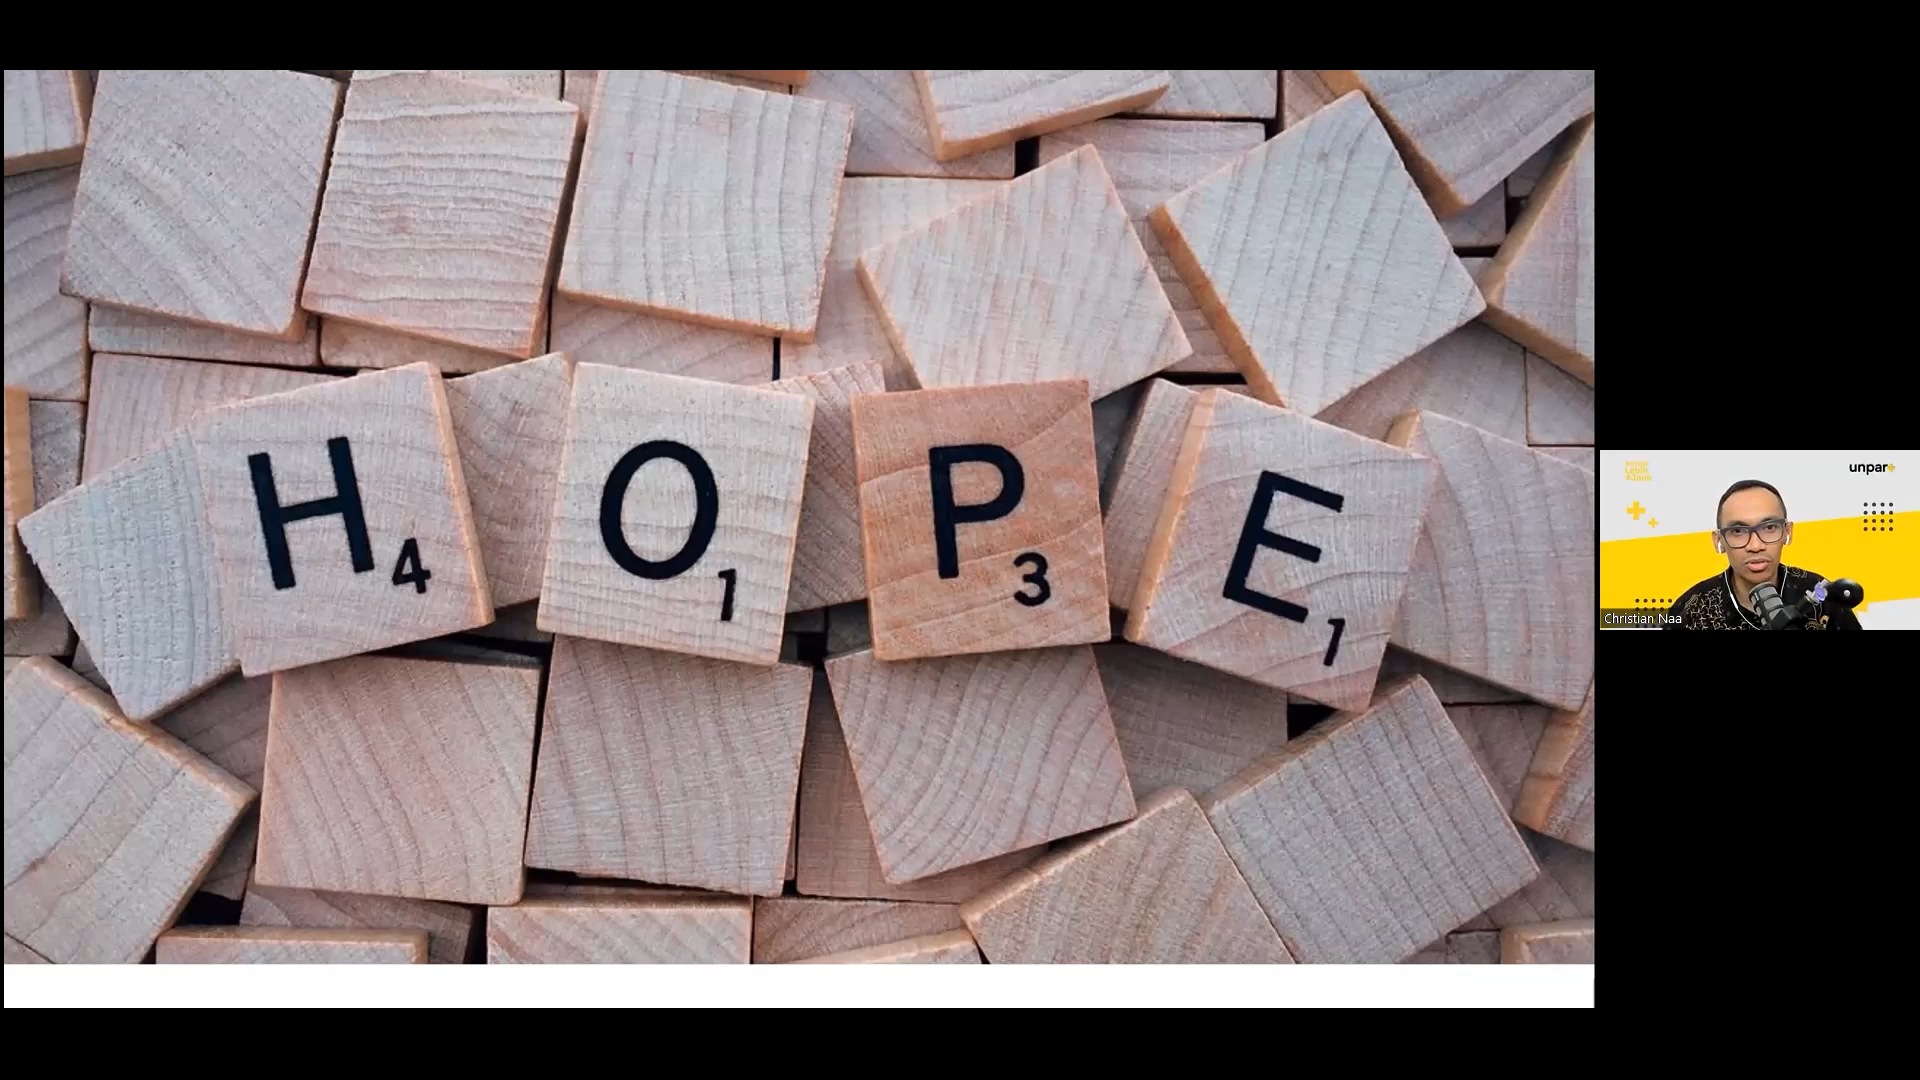 H4 O1 P3 E1
unpar+
Christian Naa